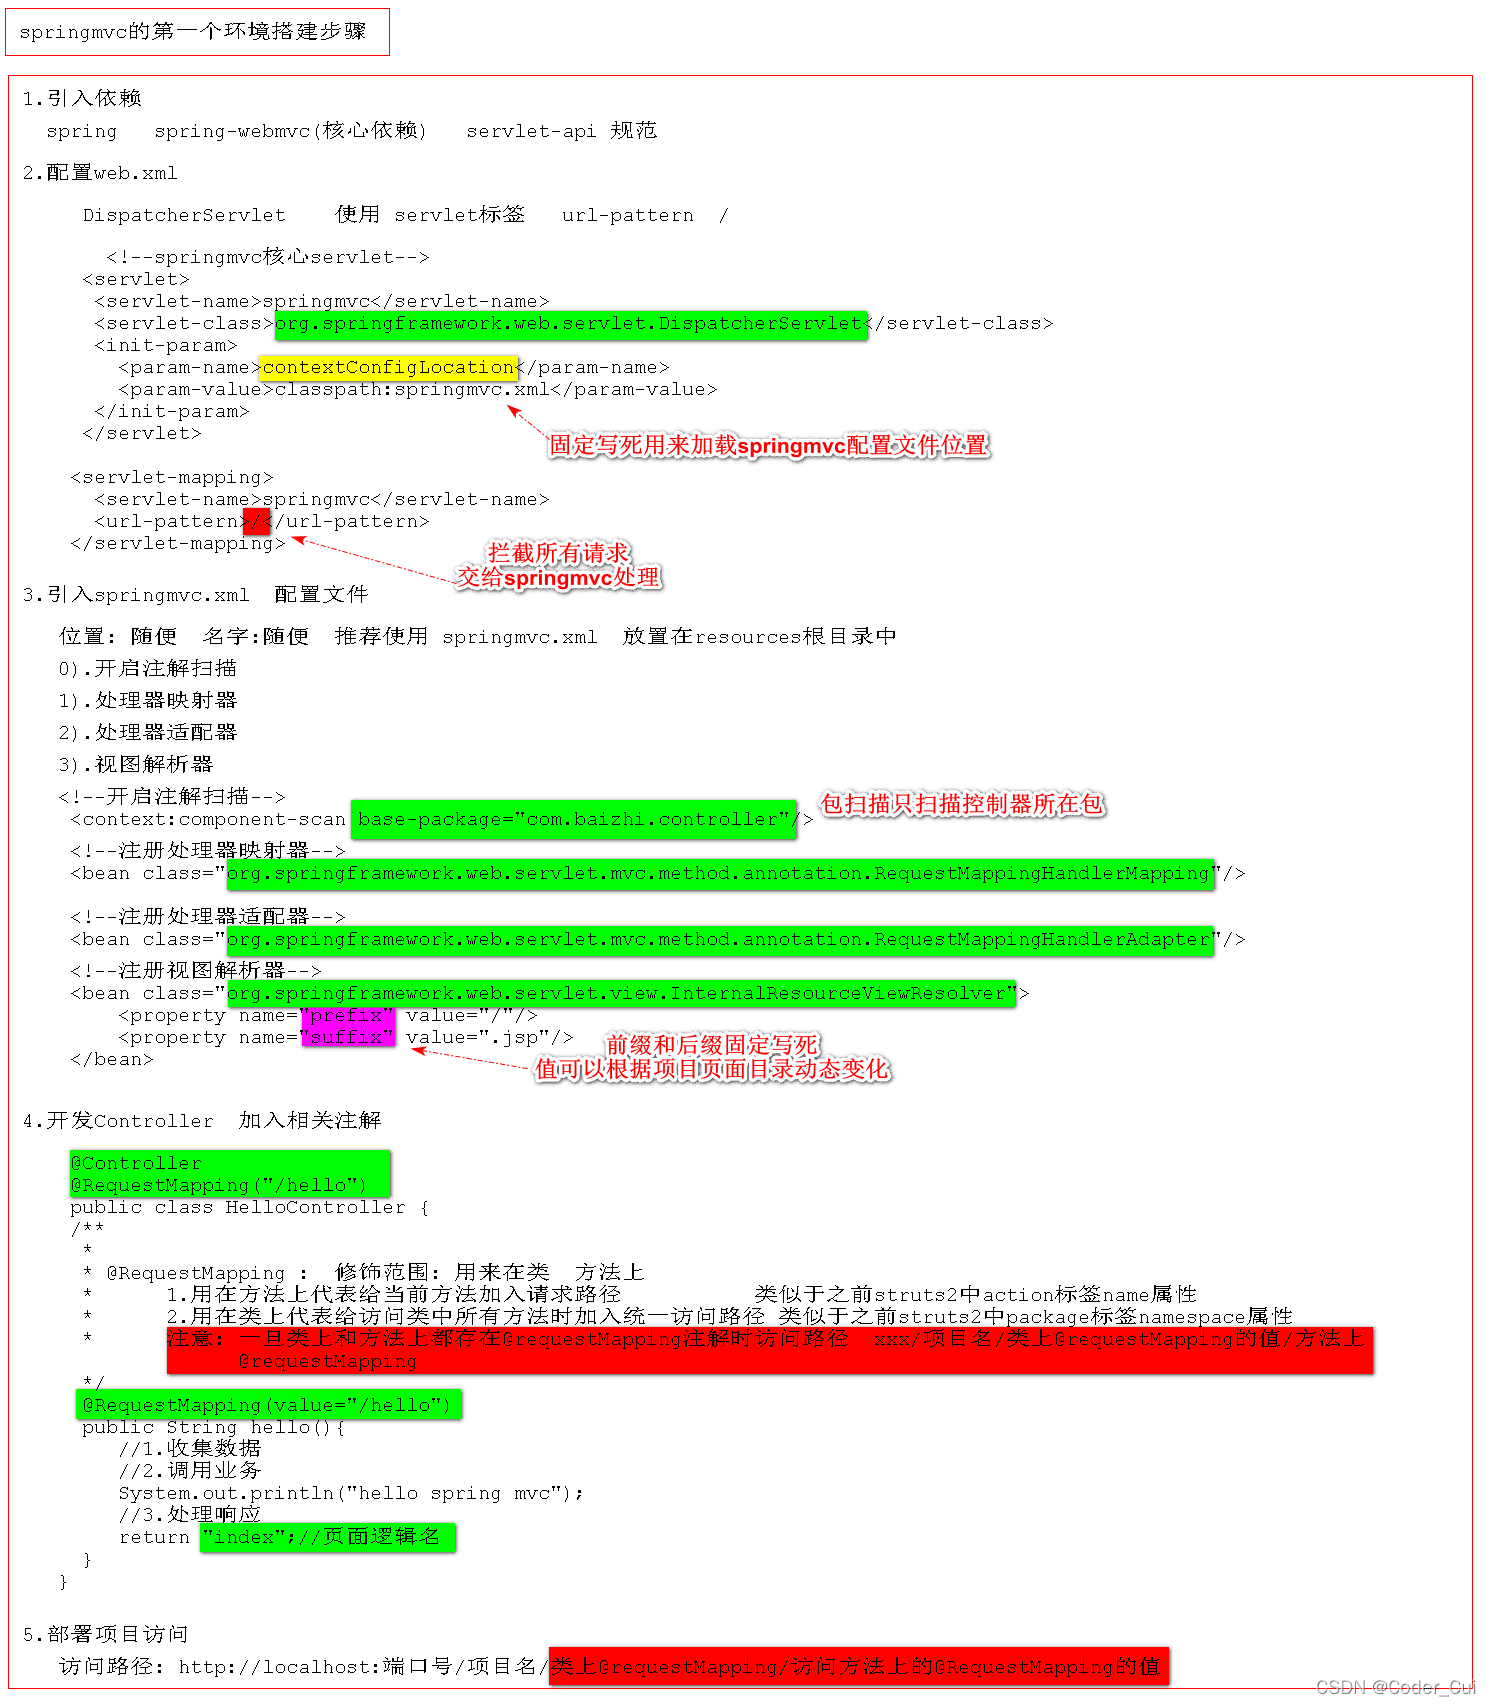 springmvc的第一个环境搭建步骤
1.引入依赖
spring   spring-webmvc(核心依赖)   servlet-api 规范
2.配置web.xml
DispatcherServlet    使用 servlet标签   url-pattern  /
<!--springmvc核心servlet-->
<servlet>
<servlet-name>springmvc</servlet-name>
<servlet-class>org.springframework.web.servlet.DispatcherServlet</servlet-class>
<init-param>
<param-name>contextConfigLocation</param-name>
<param-value>classpath:springmvc.xml</param-value>
</init-param>
</servlet>
固定写死用来加载springmvc配置文件位置
<servlet-mapping>
<servlet-name>springmvc</servlet-name>
<url-pattern>/</url-pattern>
</servlet-mapping>
拦截所有请求
交给springmvc处理
3.引入springmvc.xml  配置文件
位置: 随便  名字:随便  推荐使用 springmvc.xml  放置在resources根目录中
0).开启注解扫描
1).处理器映射器
2).处理器适配器
3).视图解析器
<!--开启注解扫描-->
<context:component-scan base-package="com.baizhi.controller"/>
包扫描只扫描控制器所在包
<!--注册处理器映射器-->
<bean class="org.springframework.web.servlet.mvc.method.annotation.RequestMappingHandlerMapping"/>
<!--注册处理器适配器-->
<bean class="org.springframework.web.servlet.mvc.method.annotation.RequestMappingHandlerAdapter"/>
<!--注册视图解析器-->
<bean class="org.springframework.web.servlet.view.InternalResourceViewResolver">
<property name="prefix" value="/"/>
<property name="suffix" value=".jsp"/>
</bean>
前缀和后缀固定写死
值可以根据项目页面目录动态变化
4.开发Controller  加入相关注解
@Controller
@RequestMapping("/hello")
public class HelloController {
/**
*
* @RequestMapping :  修饰范围: 用来在类  方法上
*      1.用在方法上代表给当前方法加入请求路径           类似于之前struts2中action标签name属性
*      2.用在类上代表给访问类中所有方法时加入统一访问路径 类似于之前struts2中package标签namespace属性
*      注意: 一旦类上和方法上都存在@requestMapping注解时访问路径  xxx/项目名/类上@requestMapping的值/方法上
@requestMapping
*/
@RequestMapping(value="/hello")
public String hello(){
//1.收集数据
//2.调用业务
System.out.println("hello spring mvc");
//3.处理响应
return "index";//页面逻辑名
}
}
5.部署项目访问
访问路径: http://localhost:端口号/项目名/类上@requestMapping/访问方法上的@RequestMapping的值
CSDN @Coder_Cui